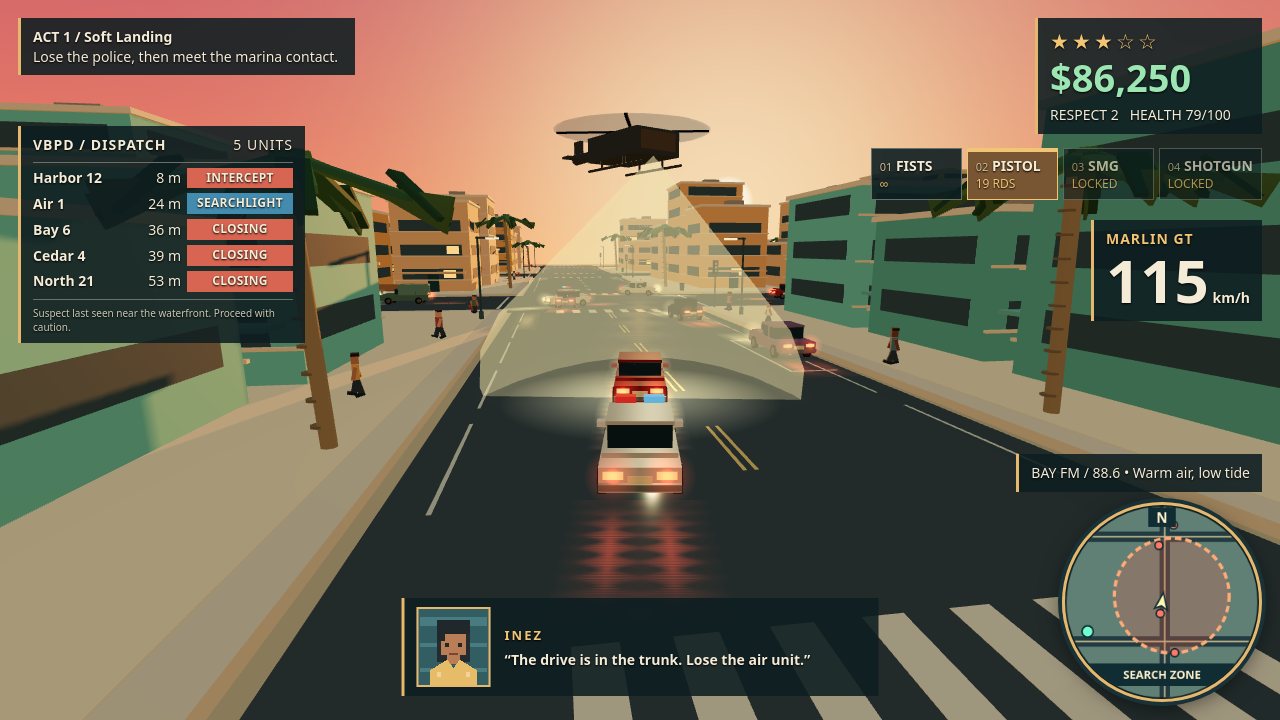 ACT 1 / Soft Landing
Lose the police, then meet the marina contact.
★★★☆☆
$86,250
RESPECT 2 HEALTH 79/100
VBPD / DISPATCH 5 UNITS
Harbor 12 8 m INTERCEPT
Air 1 24 m SEARCHLIGHT
Bay 6 36 m CLOSING
Cedar 4 39 m CLOSING
North 21 53 m CLOSING
Suspect last seen near the waterfront. Proceed with
caution.
01 FISTS
∞
02 PISTOL
19 RDS
03 SMG
LOCKED
04 SHOTGUN
LOCKED
MARLIN GT
115 km/h
BAY FM / 88.6 • Warm air, low tide
N
SEARCH ZONE
INEZ
“The drive is in the trunk. Lose the air unit.”